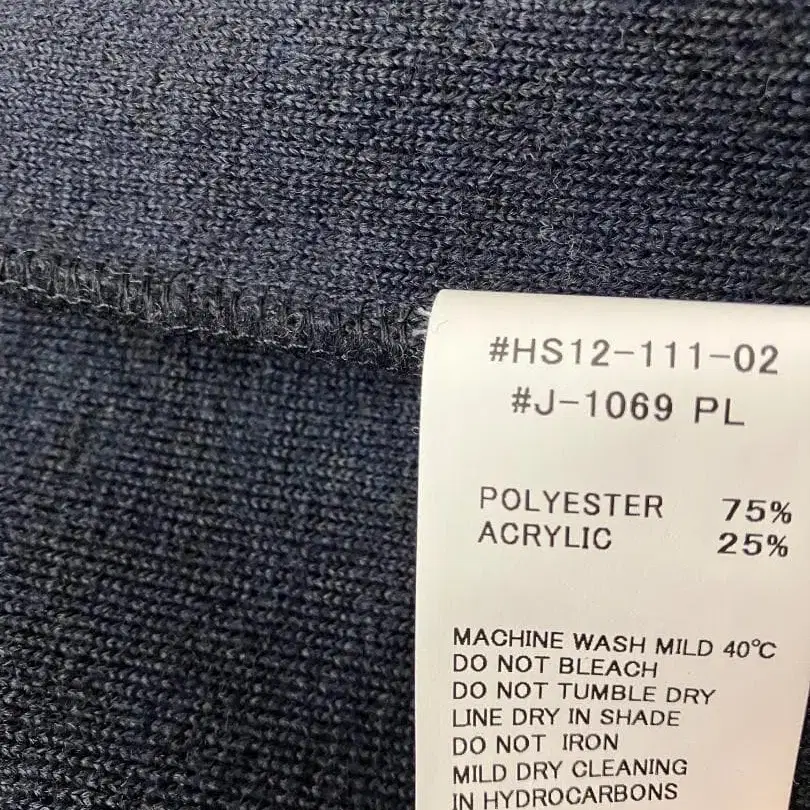 #HS12-111-02
#J-1069 PL
POLYESTER 75%
ACRYLIC 25%
MACHINE WASH MILD 40℃
DO NOT BLEACH
DO NOT TUMBLE DRY
LINE DRY IN SHADE
DO NOT IRON
MILD DRY CLEANING
IN HYDROCARBONS